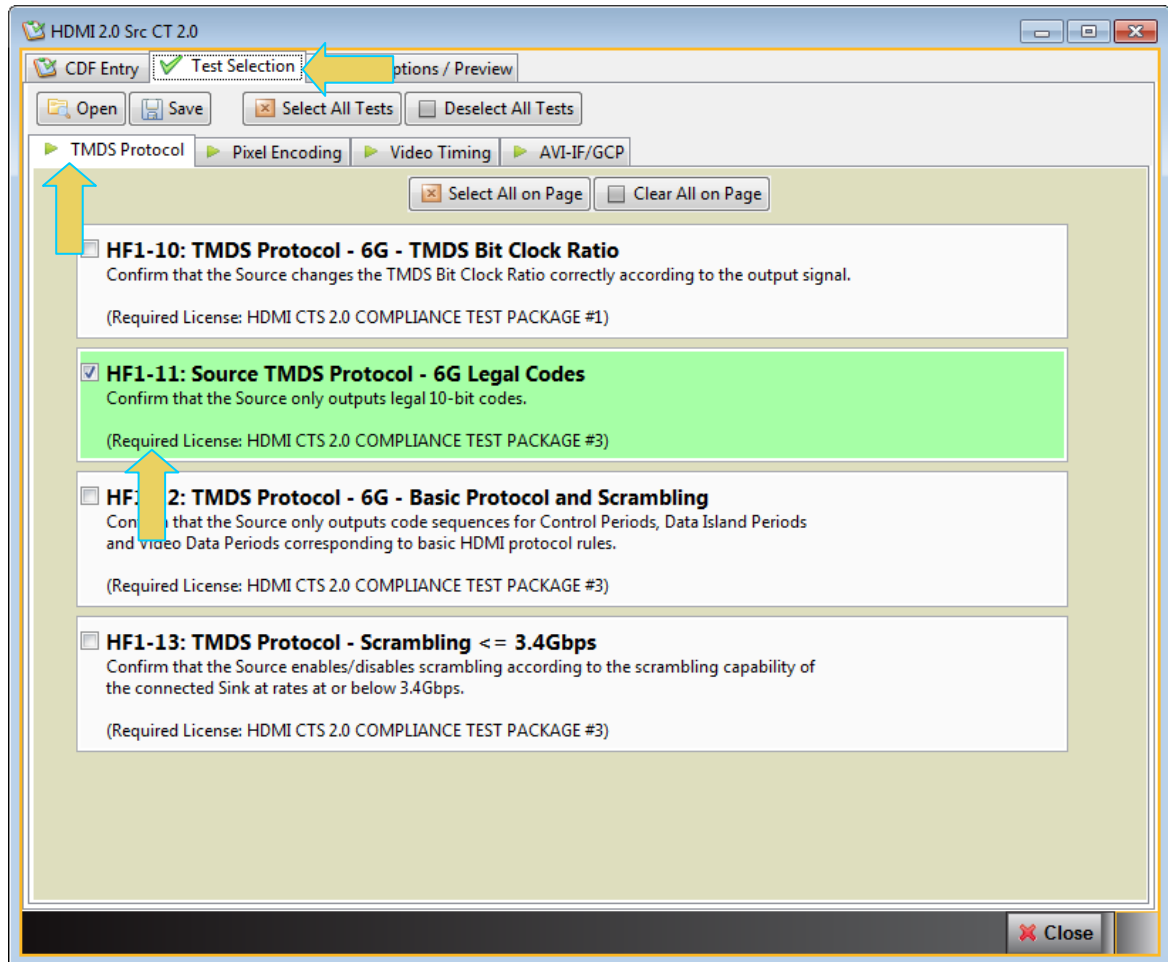 HDMI 2.0 Src CT 2.0
CDF Entry Test Selection ptions / Preview
Open Save Select All Tests Deselect All Tests
TMDS Protocol Pixel Encoding Video Timing AVI-IF/GCP
Select All on Page Clear All on Page
HF1-10: TMDS Protocol - 6G - TMDS Bit Clock Ratio
Confirm that the Source changes the TMDS Bit Clock Ratio correctly according to the output signal.
(Required License: HDMI CTS 2.0 COMPLIANCE TEST PACKAGE #1)
HF1-11: Source TMDS Protocol - 6G Legal Codes
Confirm that the Source only outputs legal 10-bit codes.
(Required License: HDMI CTS 2.0 COMPLIANCE TEST PACKAGE #3)
2: TMDS Protocol - 6G - Basic Protocol and Scrambling
that the Source only outputs code sequences for Control Periods, Data Island Periods
and Video Data Periods corresponding to basic HDMI protocol rules.
(Required License: HDMI CTS 2.0 COMPLIANCE TEST PACKAGE #3)
HF1-13: TMDS Protocol - Scrambling <= 3.4Gbps
Confirm that the Source enables/disables scrambling according to the scrambling capability of
the connected Sink at rates at or below 3.4Gbps.
(Required License: HDMI CTS 2.0 COMPLIANCE TEST PACKAGE #3)
Close